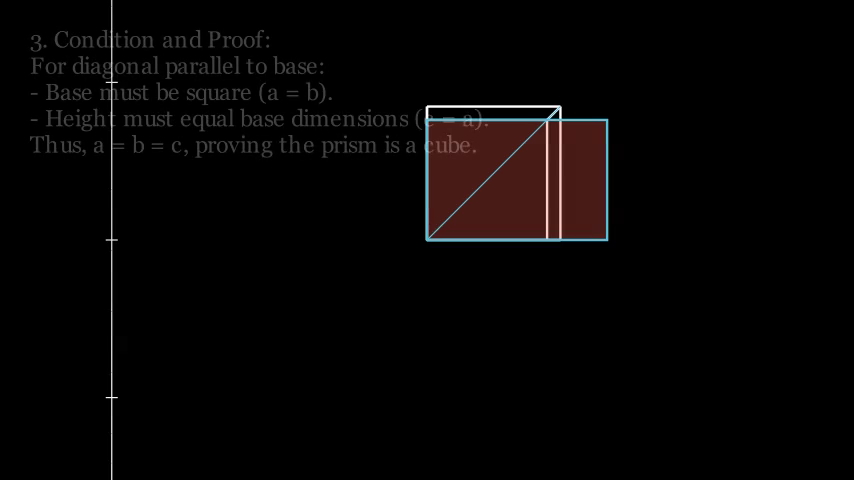 3. Condition and Proof:
For diagonal parallel to base:
- Base must be square (a = b).
- Height must equal base dimensions (c = a).
Thus, a = b = c, proving the prism is a cube.